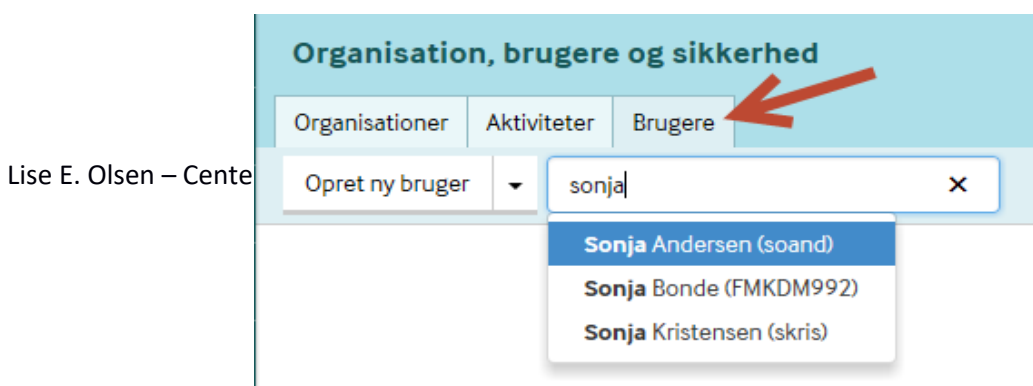 Organisation, brugere og sikkerhed
Organisationer Aktiviteter Brugere
Lise E. Olsen – Cente
Opret ny bruger sonja
Sonja Andersen (soand)
Sonja Bonde (FMKDM992)
Sonja Kristensen (skris)